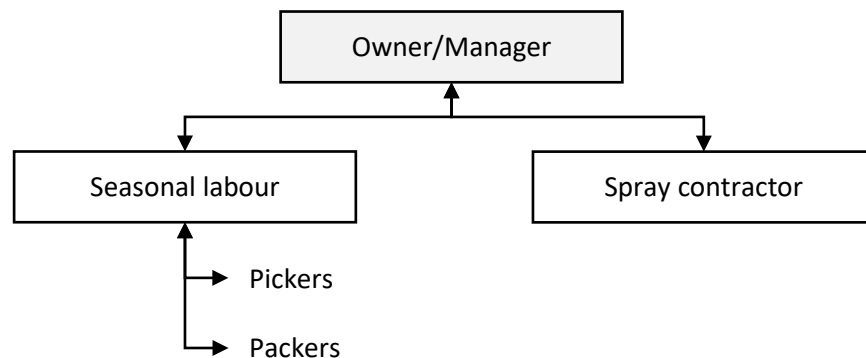 Owner/Manager
Seasonal labour
Spray contractor
Pickers
Packers